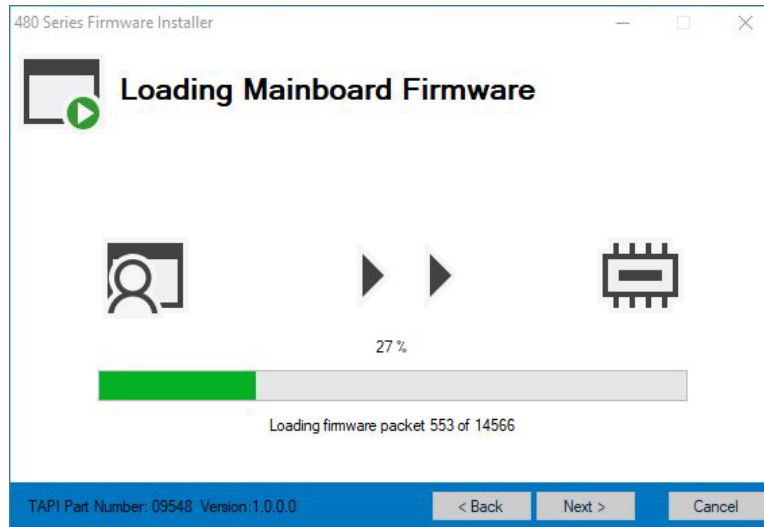 480 Series Firmware Installer
Loading Mainboard Firmware
27 %
Loading firmware packet 553 of 14566
TAPI Part Number: 09548 Version:1.0.0.0
< Back
Next >
Cancel